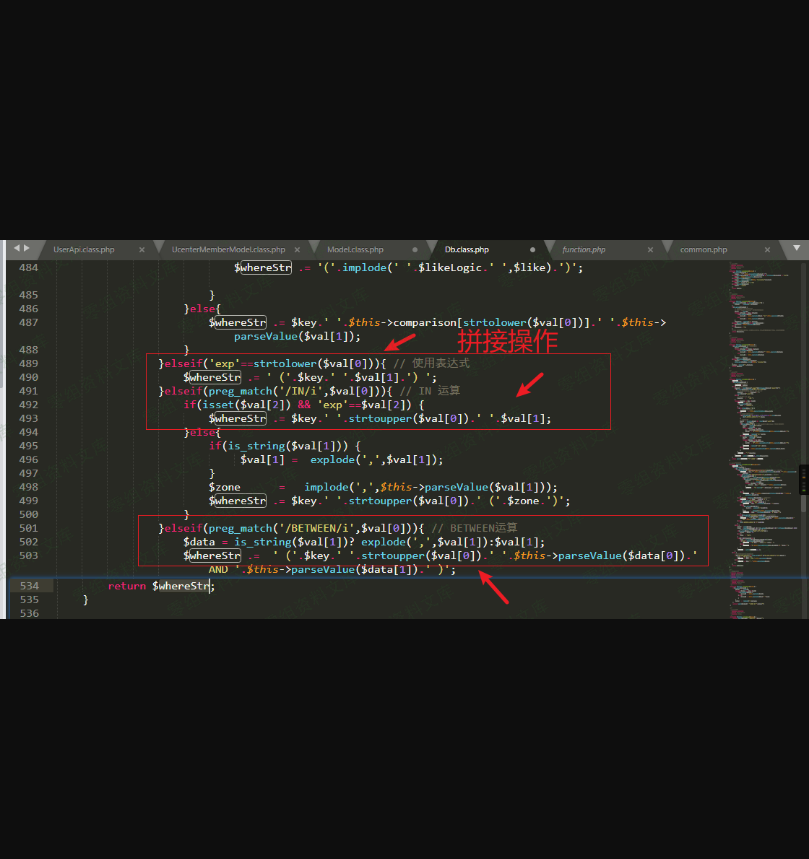 UserApi.class.php × UcenterMemberModel.class.php × Model.class.php Db.class.php function.php × common.php ×
484 $whereStr .= '('.implode(' '.$likeLogic.' ',$like).')';
485 }
486 }else{
487 $whereStr .= $key.' '.$this->comparison[strtolower($val[0])].' '.$this->
parseValue($val[1]);
拼接操作
488 }
489 }elseif('exp'==strtolower($val[0])){ // 使用表达式
490 $whereStr .= ' ('.$key.' '.$val[1].') ';
491 }elseif(preg_match('/IN/i',$val[0])){ // IN 运算
492 if(isset($val[2]) && 'exp'==$val[2]) {
493 $whereStr .= $key.' '.strtoupper($val[0]).' '.$val[1];
494 }else{
495 if(is_string($val[1])) {
496 $val[1] = explode(',',$val[1]);
497 }
498 $zone = implode(',',$this->parseValue($val[1]));
499 $whereStr .= $key.' '.strtoupper($val[0]).' ('.$zone.')';
500 }
501 }elseif(preg_match('/BETWEEN/i',$val[0])){ // BETWEEN运算
502 $data = is_string($val[1])? explode(',',$val[1]):$val[1];
503 $whereStr .= ' ('.$key.' '.strtoupper($val[0]).' '.$this->parseValue($data[0]).'
AND '.$this->parseValue($data[1]).' )';
534 return $whereStr;
535 }
536